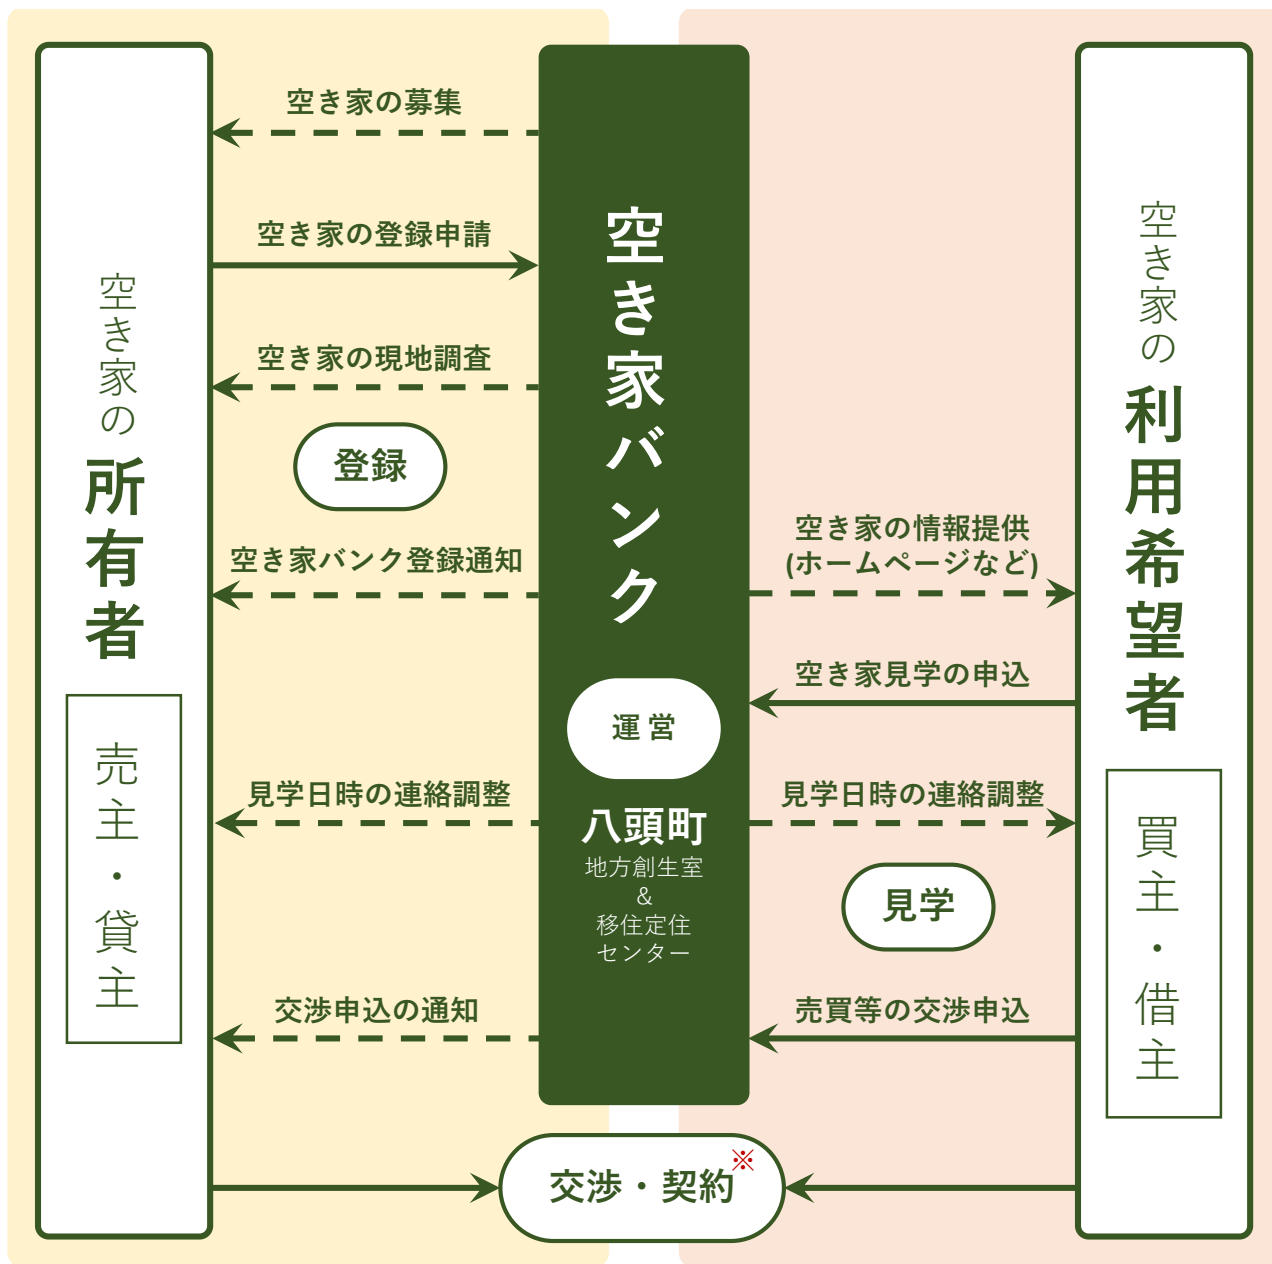 空き家の所有者
売主・貸主
空き家の募集
空き家の登録申請
空き家の現地調査
登録
空き家バンク登録通知
見学日時の連絡調整
交渉申込の通知
空き家バンク
運営
八頭町
地方創生室
&
移住定住
センター
空き家の情報提供
(ホームページなど)
空き家見学の申込
見学日時の連絡調整
見学
売買等の交渉申込
空き家の利用希望者
買主・借主
交渉・契約※